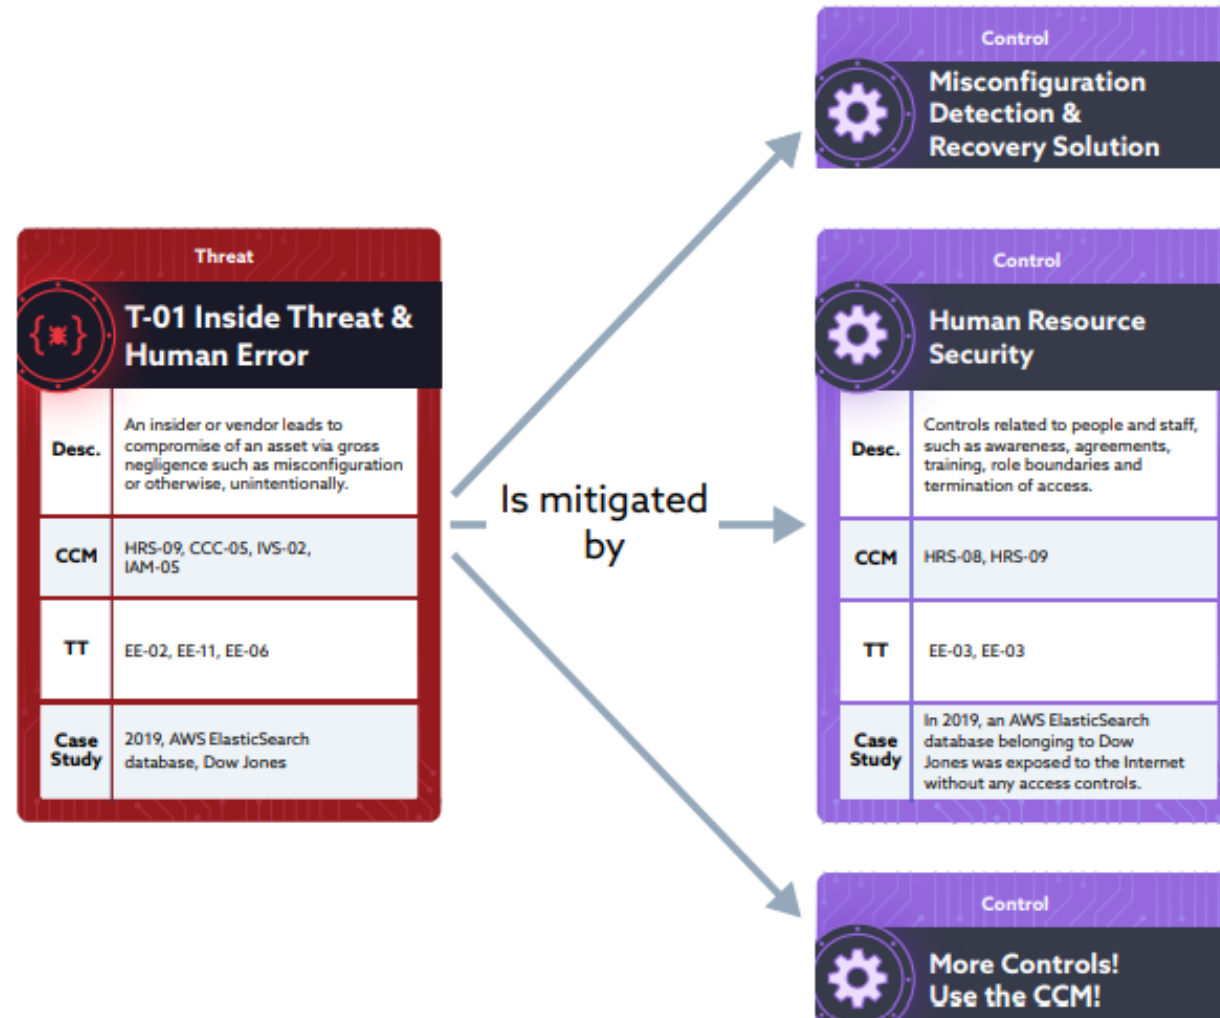 Control
Misconfiguration
Detection &
Recovery Solution
Threat
T-01 Inside Threat &
Human Error
Desc.
An insider or vendor leads to
compromise of an asset via gross
negligence such as misconfiguration
or otherwise, unintentionally.
CCM
HRS-09, CCC-05, IVS-02,
IAM-05
TT
EE-02, EE-11, EE-06
Case
Study
2019, AWS ElasticSearch
database, Dow Jones
Is mitigated
by
Control
Human Resource
Security
Desc.
Controls related to people and staff,
such as awareness, agreements,
training, role boundaries and
termination of access.
CCM
HRS-08, HRS-09
TT
EE-03, EE-03
Case
Study
In 2019, an AWS ElasticSearch
database belonging to Dow
Jones was exposed to the Internet
without any access controls.
Control
More Controls!
Use the CCM!